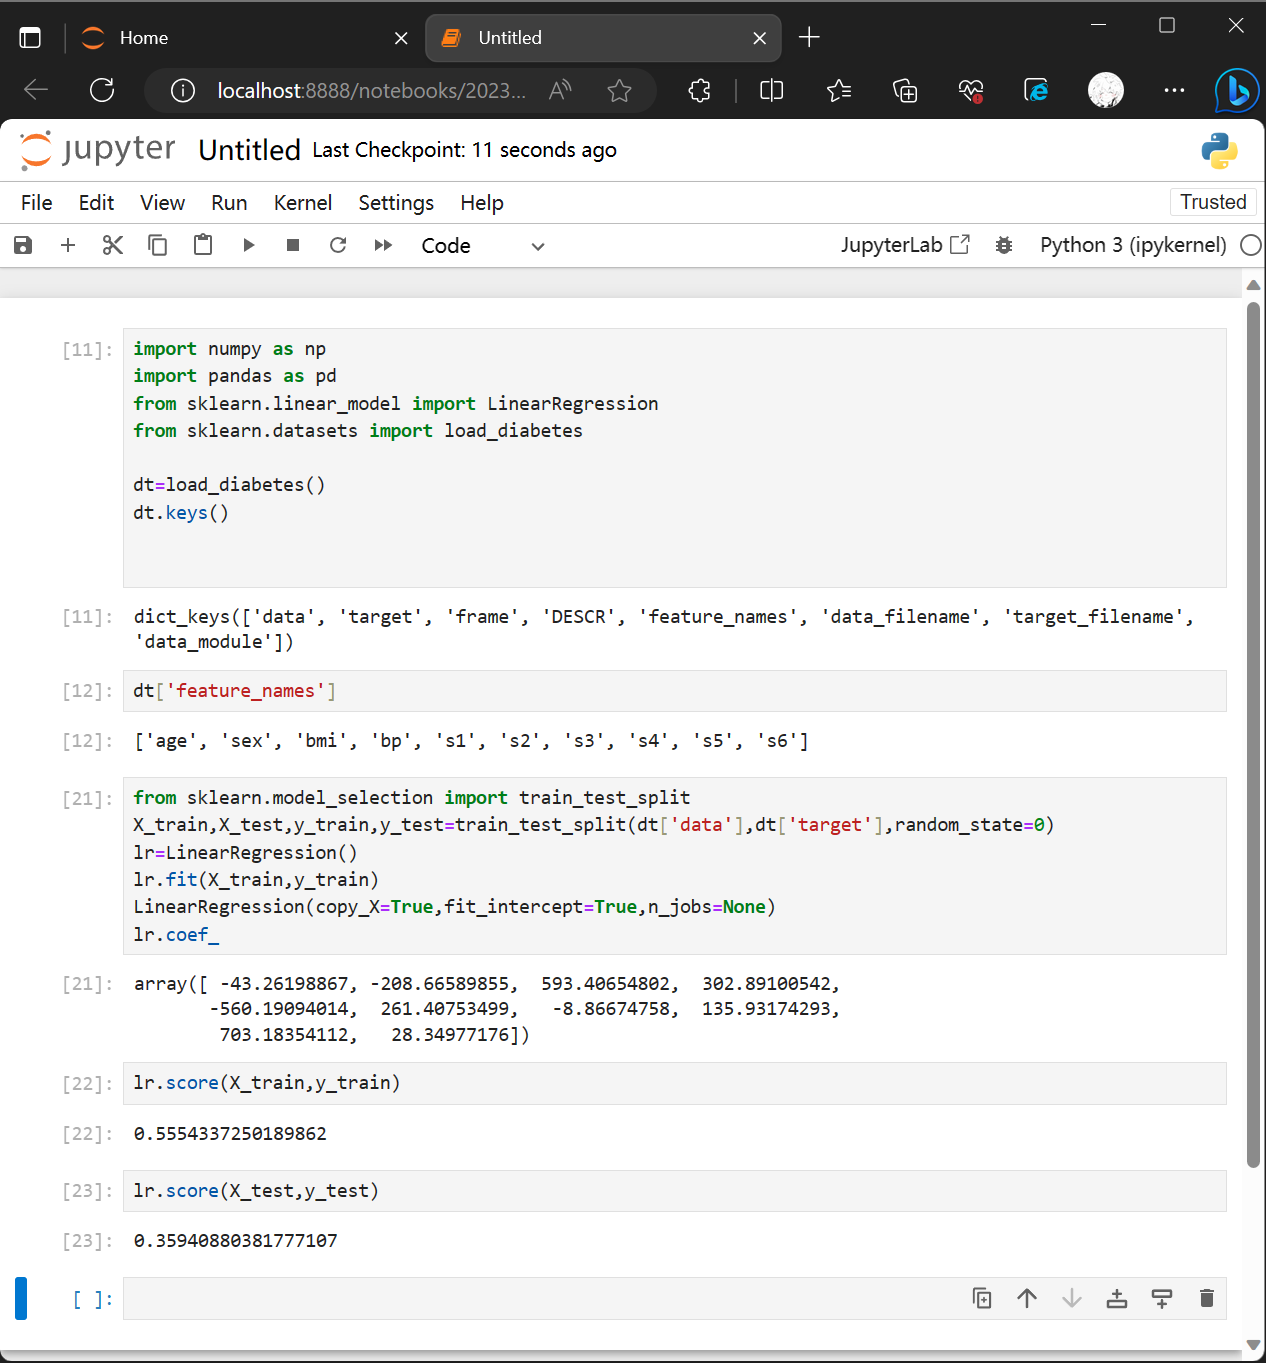 Home
Untitled
localhost:8888/notebooks/2023...
jupyter Untitled Last Checkpoint: 11 seconds ago
File Edit View Run Kernel Settings Help Trusted
Code JupyterLab Python 3 (ipykernel)
[11]: import numpy as np
import pandas as pd
from sklearn.linear_model import LinearRegression
from sklearn.datasets import load_diabetes
dt=load_diabetes()
dt.keys()
[11]: dict_keys(['data', 'target', 'frame', 'DESCR', 'feature_names', 'data_filename', 'target_filename',
'data_module'])
[12]: dt['feature_names']
[12]: ['age', 'sex', 'bmi', 'bp', 's1', 's2', 's3', 's4', 's5', 's6']
[21]: from sklearn.model_selection import train_test_split
X_train,X_test,y_train,y_test=train_test_split(dt['data'],dt['target'],random_state=0)
lr=LinearRegression()
lr.fit(X_train,y_train)
LinearRegression(copy_X=True,fit_intercept=True,n_jobs=None)
lr.coef_
[21]: array([ -43.26198867, -208.66589855, 593.40654802, 302.89100542,
-560.19094014, 261.40753499, -8.86674758, 135.93174293,
703.18354112, 28.34977176])
[22]: lr.score(X_train,y_train)
[22]: 0.5554337250189862
[23]: lr.score(X_test,y_test)
[23]: 0.35940880381777107
[ ]: